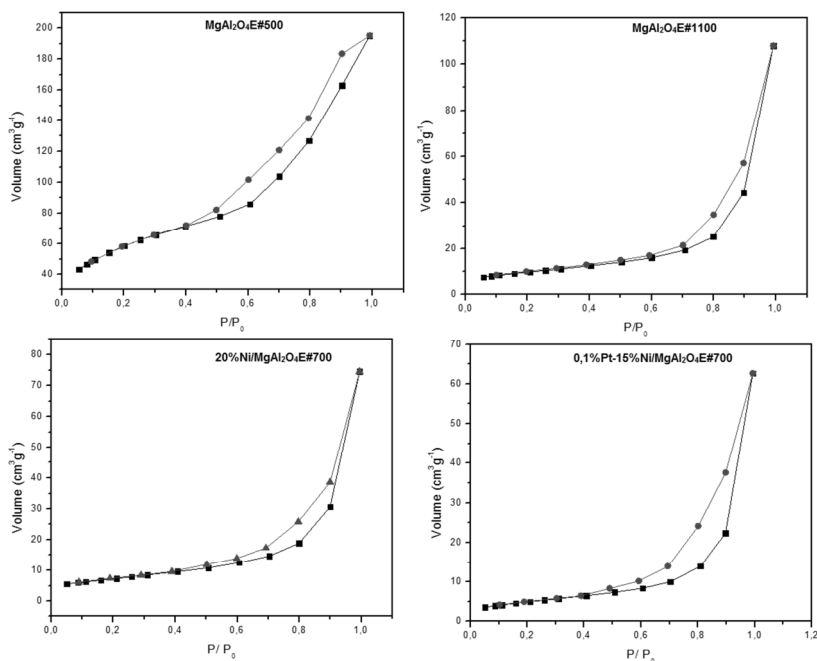 MgAl₂O₄E#500
Volume (cm³g⁻¹)
200
180
160
140
120
100
80
60
40
0,0 0,2 0,4 0,6 0,8 1,0
P/P₀
MgAl₂O₄E#1100
Volume (cm³g⁻¹)
120
100
80
60
40
20
0
0,0 0,2 0,4 0,6 0,8 1,0
P/P₀
20%Ni/MgAl₂O₄E#700
Volume (cm³g⁻¹)
80
70
60
50
40
30
20
10
0
0,0 0,2 0,4 0,6 0,8 1,0
P/ P₀
0,1%Pt-15%Ni/MgAl₂O₄E#700
Volume (cm³g⁻¹)
70
60
50
40
30
20
10
0
0,0 0,2 0,4 0,6 0,8 1,0 1,2
P/ P₀